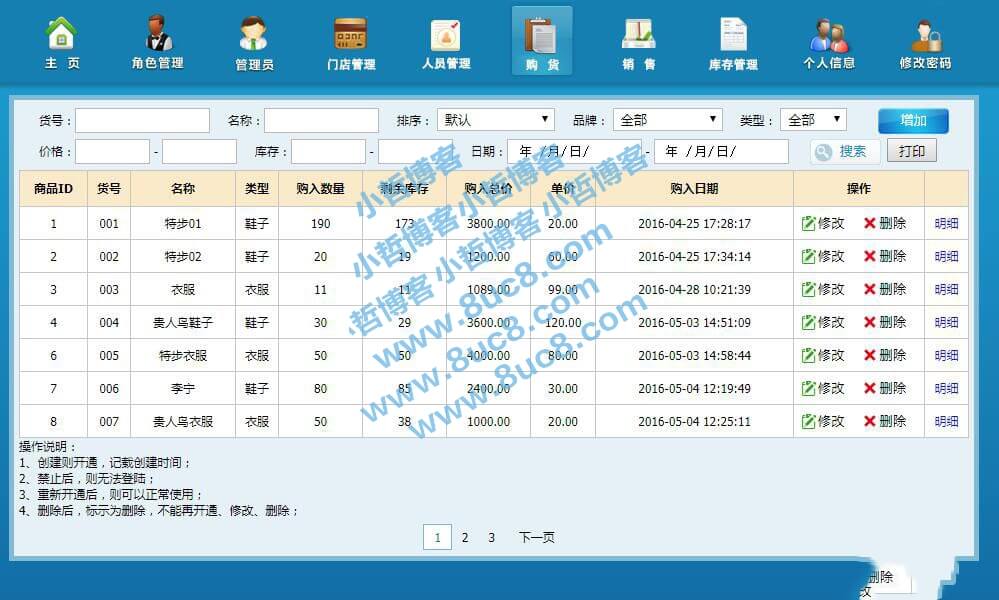 主 页 角色管理 管理员 门店管理 人员管理 购 货 销 售 库存管理 个人信息 修改密码
货号： 名称： 排序： 默认 品牌： 全部 类型： 全部 增加
价格： - 库存： - 日期： 年 /月/日/ - 年 /月/日/ 搜索 打印
商品ID 货号 名称 类型 购入数量 剩余库存 购入总价 单价 购入日期 操作
1 001 特步01 鞋子 190 173 3800.00 20.00 2016-04-25 17:28:17 修改 删除 明细
2 002 特步02 鞋子 20 19 1200.00 60.00 2016-04-25 17:34:14 修改 删除 明细
3 003 衣服 衣服 11 11 1089.00 99.00 2016-04-28 10:21:39 修改 删除 明细
4 004 贵人鸟鞋子 鞋子 30 29 3600.00 120.00 2016-05-03 14:51:09 修改 删除 明细
6 005 特步衣服 衣服 50 50 4000.00 80.00 2016-05-03 14:58:44 修改 删除 明细
7 006 李宁 鞋子 80 85 2400.00 30.00 2016-05-04 12:19:49 修改 删除 明细
8 007 贵人鸟衣服 衣服 50 38 1000.00 20.00 2016-05-04 12:25:11 修改 删除 明细
小哲博客 小哲博客 小哲博客
小哲博客 小哲博客
哲博客 www.8uc8.com
www.8uc8.com
www.8uc8.com
操作说明：
1、创建则开通，记载创建时间；
2、禁止后，则无法登陆；
3、重新开通后，则可以正常使用；
4、删除后，标示为删除，不能再开通、修改、删除；
1 2 3 下一页
删除
改